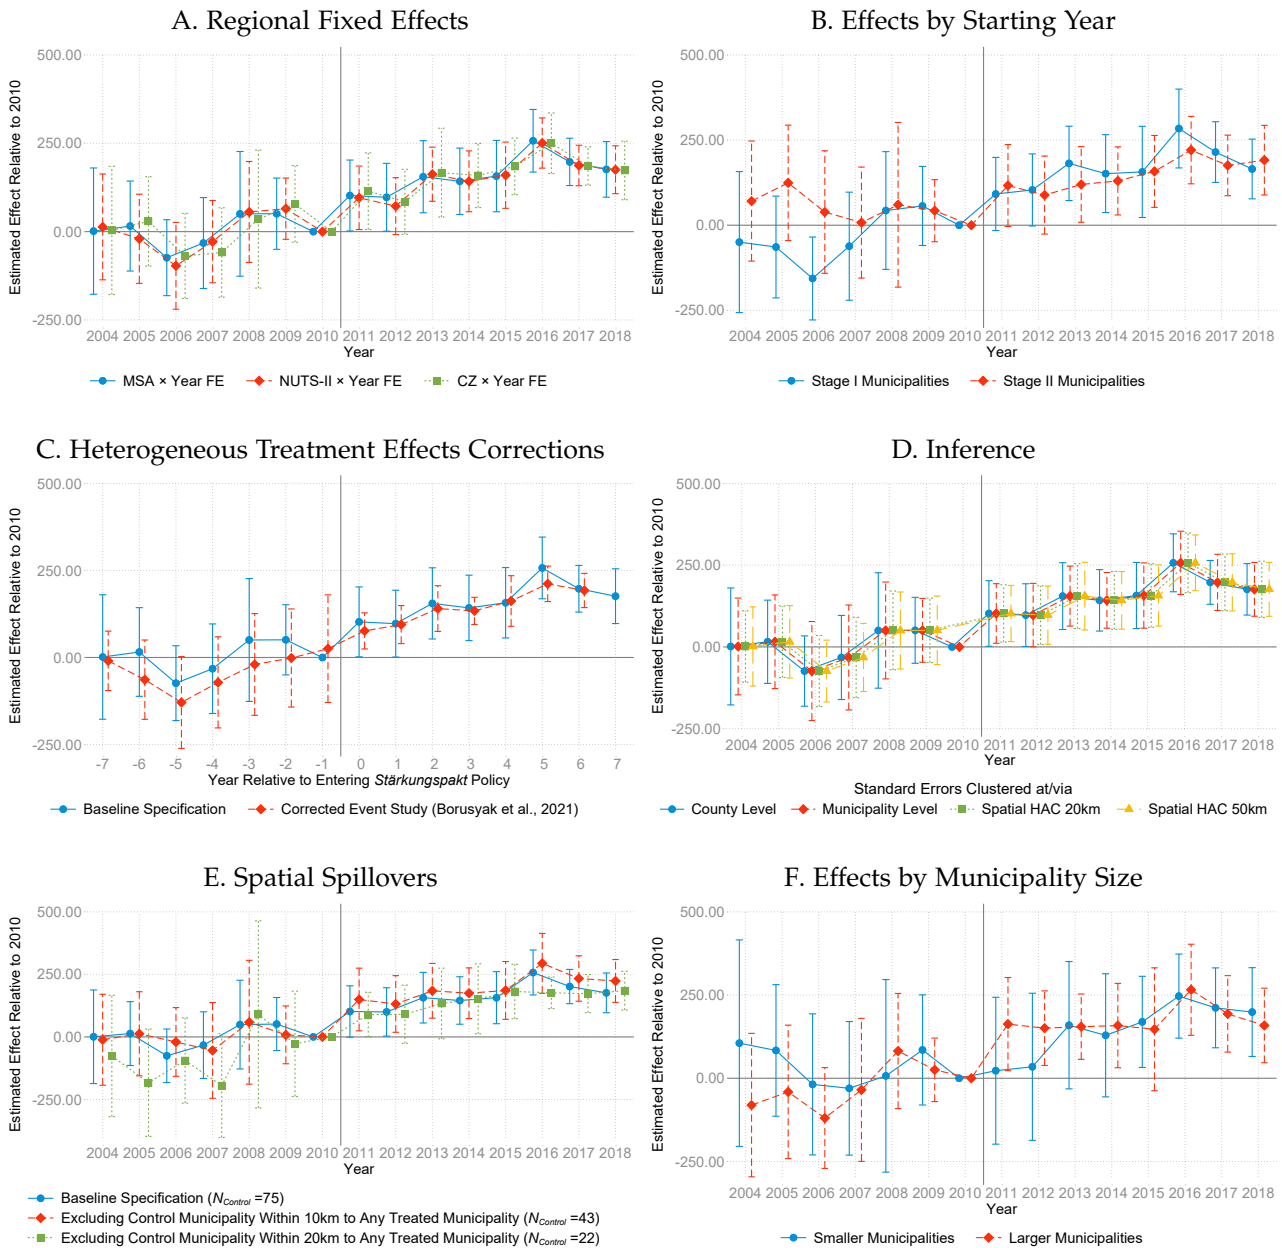 A. Regional Fixed Effects
Estimated Effect Relative to 2010
500.00
250.00
0.00
-250.00
2004 2005 2006 2007 2008 2009 2010 2011 2012 2013 2014 2015 2016 2017 2018
Year
MSA × Year FE NUTS-II × Year FE CZ × Year FE
B. Effects by Starting Year
Estimated Effect Relative to 2010
500.00
250.00
0.00
-250.00
2004 2005 2006 2007 2008 2009 2010 2011 2012 2013 2014 2015 2016 2017 2018
Year
Stage I Municipalities Stage II Municipalities
C. Heterogeneous Treatment Effects Corrections
Estimated Effect Relative to 2010
500.00
250.00
0.00
-250.00
-7 -6 -5 -4 -3 -2 -1 0 1 2 3 4 5 6 7
Year Relative to Entering Stärkungspakt Policy
Baseline Specification Corrected Event Study (Borusyak et al., 2021)
D. Inference
Estimated Effect Relative to 2010
500.00
250.00
0.00
-250.00
2004 2005 2006 2007 2008 2009 2010 2011 2012 2013 2014 2015 2016 2017 2018
Year
Standard Errors Clustered at/via
County Level Municipality Level Spatial HAC 20km Spatial HAC 50km
E. Spatial Spillovers
Estimated Effect Relative to 2010
500.00
250.00
0.00
-250.00
2004 2005 2006 2007 2008 2009 2010 2011 2012 2013 2014 2015 2016 2017 2018
Year
Baseline Specification (N Control =75)
Excluding Control Municipality Within 10km to Any Treated Municipality (N Control =43)
Excluding Control Municipality Within 20km to Any Treated Municipality (N Control =22)
F. Effects by Municipality Size
Estimated Effect Relative to 2010
500.00
250.00
0.00
-250.00
2004 2005 2006 2007 2008 2009 2010 2011 2012 2013 2014 2015 2016 2017 2018
Year
Smaller Municipalities Larger Municipalities